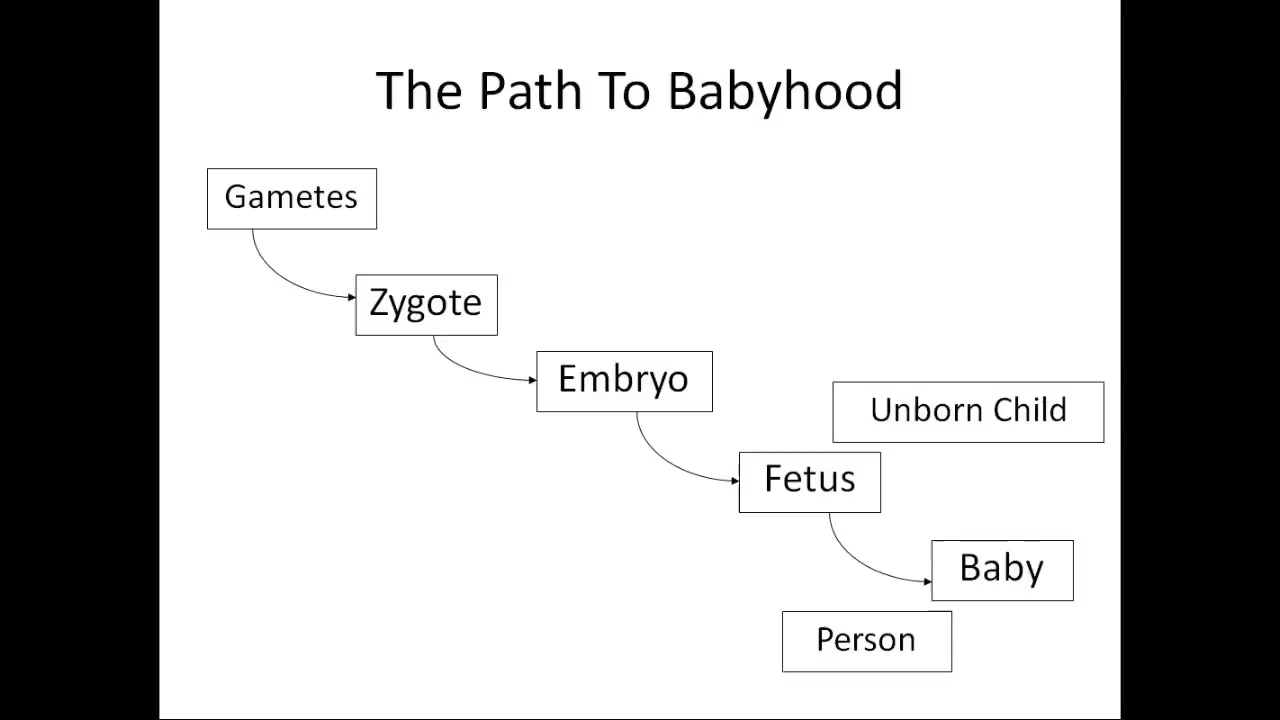 The Path To Babyhood
Gametes
Zygote
Embryo
Unborn Child
Fetus
Baby
Person